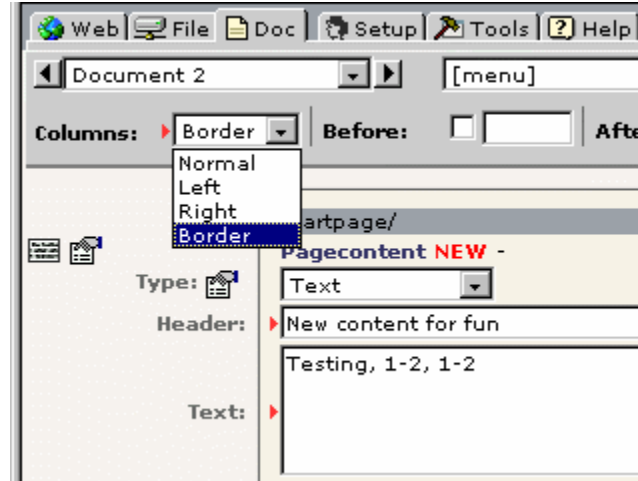 Web File Doc Setup Tools Help
Document 2 [menu]
Columns: Border Before: Afte
Normal
Left
Right
Border
artpage/
Pagecontent NEW -
Type: Text
Header: New content for fun
Text: Testing, 1-2, 1-2